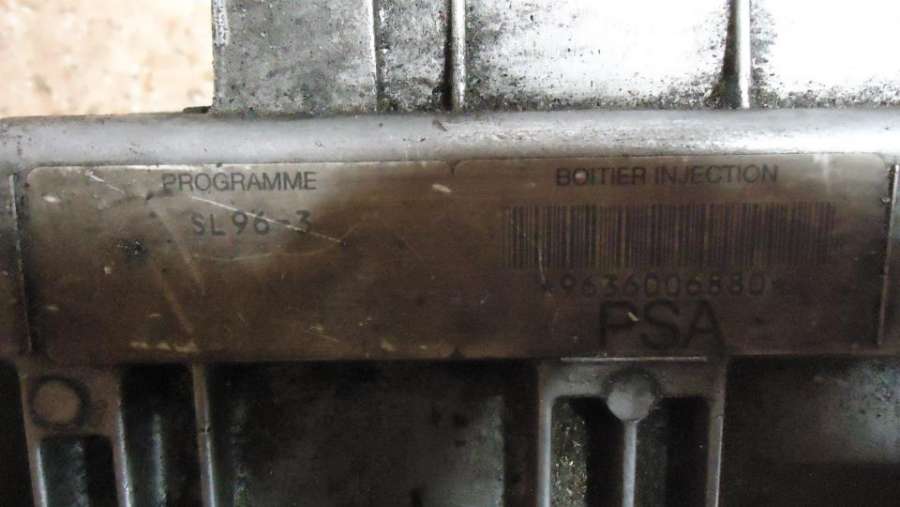 PROGRAMME
SL96-3
BOITIER INJECTION
*9636006880*
PSA